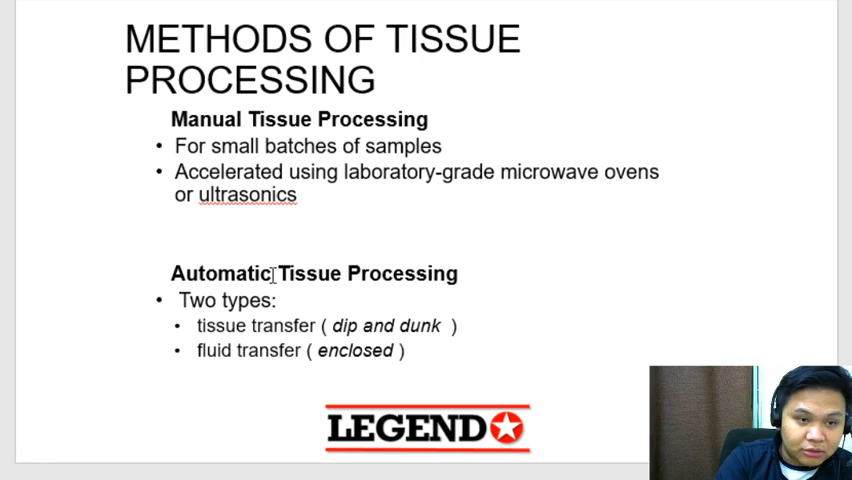 METHODS OF TISSUE
PROCESSING
Manual Tissue Processing
• For small batches of samples
• Accelerated using laboratory-grade microwave ovens
or ultrasonics
Automatic Tissue Processing
• Two types:
• tissue transfer ( dip and dunk )
• fluid transfer ( enclosed )
LEGEND